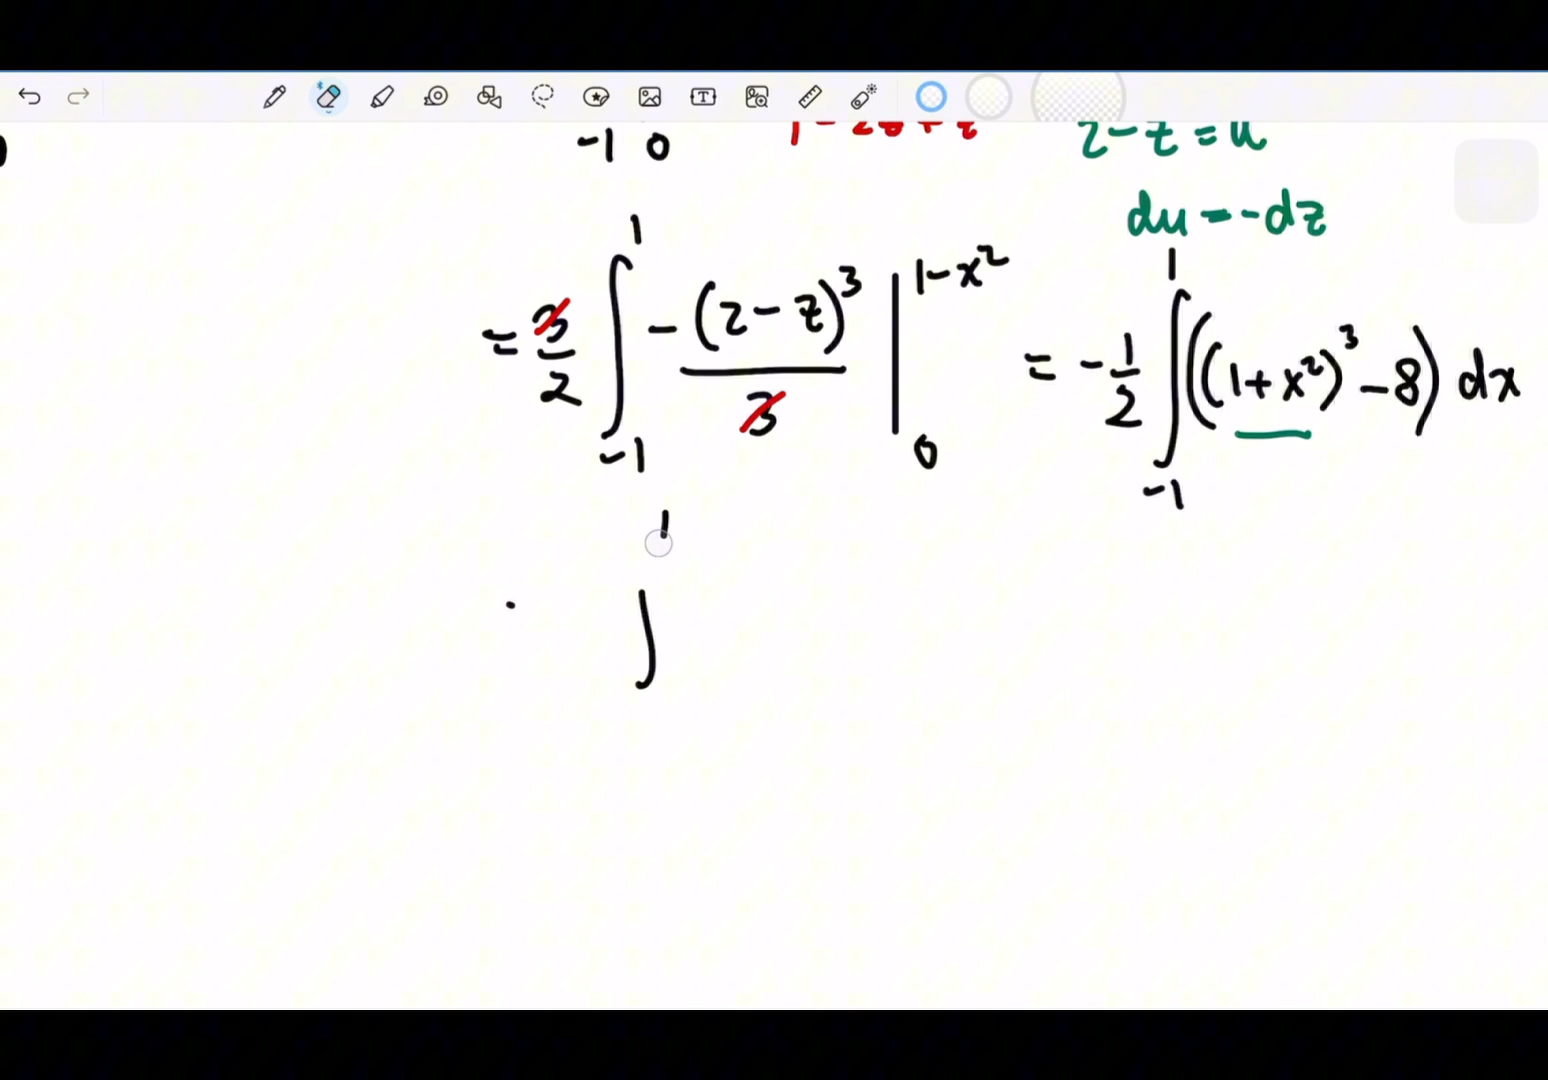 -1 0
2-z=u
du=-dz
= 3/2 ∫_{-1}^{1} -(2-z)^3/3 |_0^{1-x^2} = -1/2 ∫_{-1}^{1} ((1+x^2)^3 -8) dx
1
∫